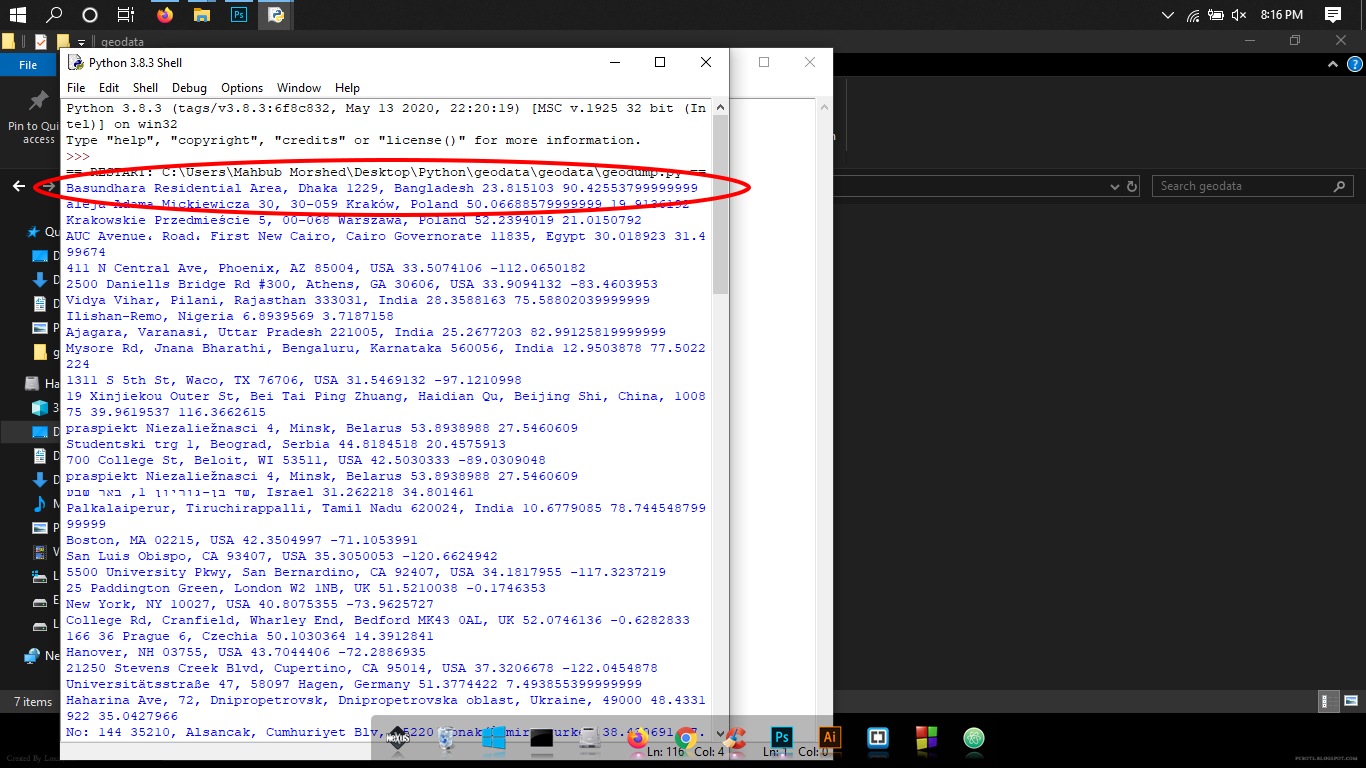 8:16 PM
geodata
File
Pin to Qui
access
Python 3.8.3 Shell
File Edit Shell Debug Options Window Help
Python 3.8.3 (tags/v3.8.3:6f8c832, May 13 2020, 22:20:19) [MSC v.1925 32 bit (In
tel)] on win32
Type "help", "copyright", "credits" or "license()" for more information.
>>>
== RESTART: C:\Users\Mahbub Morshed\Desktop\Python\geodata\geodata\geodump.py ==
Basundhara Residential Area, Dhaka 1229, Bangladesh 23.815103 90.42553799999999
aleja Adama Mickiewicza 30, 30-059 Kraków, Poland 50.06688579999999 19.9136192
Krakowskie Przedmieście 5, 00-068 Warszawa, Poland 52.2394019 21.0150792
AUC Avenue، Road، First New Cairo, Cairo Governorate 11835, Egypt 30.018923 31.4
99674
411 N Central Ave, Phoenix, AZ 85004, USA 33.5074106 -112.0650182
2500 Daniells Bridge Rd #300, Athens, GA 30606, USA 33.9094132 -83.4603953
Vidya Vihar, Pilani, Rajasthan 333031, India 28.3588163 75.58802039999999
Ilishan-Remo, Nigeria 6.8939569 3.7187158
Ajagara, Varanasi, Uttar Pradesh 221005, India 25.2677203 82.99125819999999
Mysore Rd, Jnana Bharathi, Bengaluru, Karnataka 560056, India 12.9503878 77.5022
224
1311 S 5th St, Waco, TX 76706, USA 31.5469132 -97.1210998
19 Xinjiekou Outer St, Bei Tai Ping Zhuang, Haidian Qu, Beijing Shi, China, 1008
75 39.9619537 116.3662615
praspiekt Niezaliežnasci 4, Minsk, Belarus 53.8938988 27.5460609
Studentski trg 1, Beograd, Serbia 44.8184518 20.4575913
700 College St, Beloit, WI 53511, USA 42.5030333 -89.0309048
praspiekt Niezaliežnasci 4, Minsk, Belarus 53.8938988 27.5460609
שד בן-גוריון 1, באר שבע, Israel 31.262218 34.801461
Palkalaiperur, Tiruchirappalli, Tamil Nadu 620024, India 10.6779085 78.744548799
99999
Boston, MA 02215, USA 42.3504997 -71.1053991
San Luis Obispo, CA 93407, USA 35.3050053 -120.6624942
5500 University Pkwy, San Bernardino, CA 92407, USA 34.1817955 -117.3237219
25 Paddington Green, London W2 1NB, UK 51.5210038 -0.1746353
New York, NY 10027, USA 40.8075355 -73.9625727
College Rd, Cranfield, Wharley End, Bedford MK43 0AL, UK 52.0746136 -0.6282833
166 36 Prague 6, Czechia 50.1030364 14.3912841
Hanover, NH 03755, USA 43.7044406 -72.2886935
21250 Stevens Creek Blvd, Cupertino, CA 95014, USA 37.3206678 -122.0454878
Universitätsstraße 47, 58097 Hagen, Germany 51.3774422 7.493855399999999
Haharina Ave, 72, Dnipropetrovsk, Dnipropetrovska oblast, Ukraine, 49000 48.4331
922 35.0427966
No: 144 35210, Alsancak, Cumhuriyet Blv,
Ln: 116 Col: 4
Ln: 1 Col: 0
Search geodata
7 items